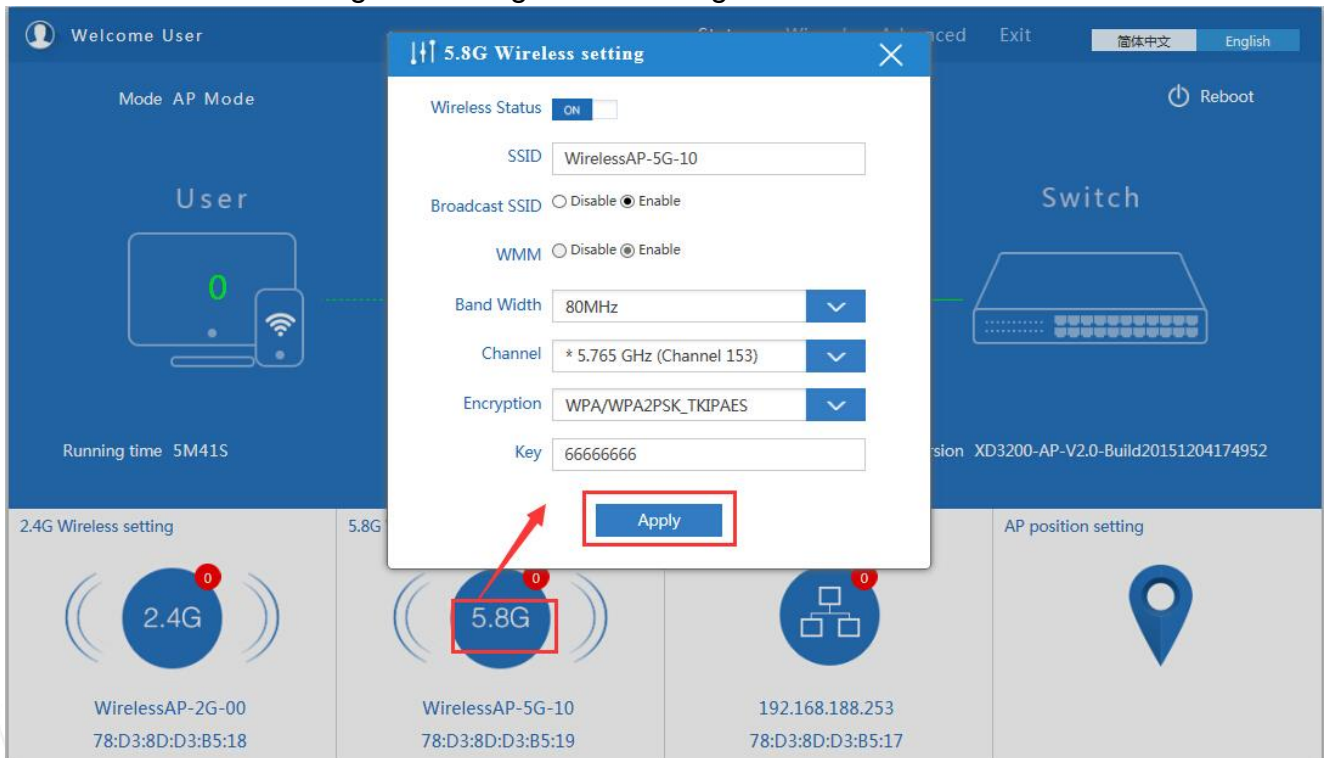 Welcome User
Advanced Exit 简体中文 English
5.8G Wireless setting
Mode AP Mode
Reboot
Wireless Status ON
SSID WirelessAP-5G-10
Broadcast SSID Disable Enable
WMM Disable Enable
Band Width 80MHz
Channel * 5.765 GHz (Channel 153)
Encryption WPA/WPA2PSK_TKIPAES
Key 66666666
Apply
User
0
Switch
Running time 5M41S
XD3200-AP-V2.0-Build20151204174952
2.4G Wireless setting
5.8G
AP position setting
0
2.4G
0
5.8G
0
WirelessAP-2G-00
78:D3:8D:D3:B5:18
WirelessAP-5G-10
78:D3:8D:D3:B5:19
192.168.188.253
78:D3:8D:D3:B5:17